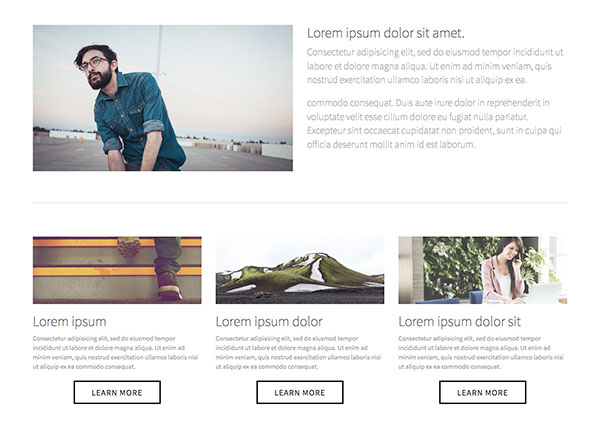 Lorem ipsum dolor sit amet.
Consectetur adipisicing elit, sed do eiusmod tempor incididunt ut
labore et dolore magna aliqua. Ut enim ad minim veniam, quis
nostrud exercitation ullamco laboris nisi ut aliquip ex ea.
commodo consequat. Duis aute irure dolor in reprehenderit in
voluptate velit esse cillum dolore eu fugiat nulla pariatur.
Excepteur sint occaecat cupidatat non proident, sunt in culpa qui
officia deserunt mollit anim id est laborum.
Lorem ipsum
Consectetur adipisicing elit, sed do eiusmod tempor
incididunt ut labore et dolore magna aliqua. Ut enim ad
minim veniam, quis nostrud exercitation ullamco laboris nisi
ut aliquip ex ea commodo consequat.
LEARN MORE
Lorem ipsum dolor
Consectetur adipisicing elit, sed do eiusmod tempor
incididunt ut labore et dolore magna aliqua. Ut enim ad
minim veniam, quis nostrud exercitation ullamco laboris nisi
ut aliquip ex ea commodo consequat.
LEARN MORE
Lorem ipsum dolor sit
Consectetur adipisicing elit, sed do eiusmod tempor
incididunt ut labore et dolore magna aliqua. Ut enim ad
minim veniam, quis nostrud exercitation ullamco laboris nisi
ut aliquip ex ea commodo consequat.
LEARN MORE